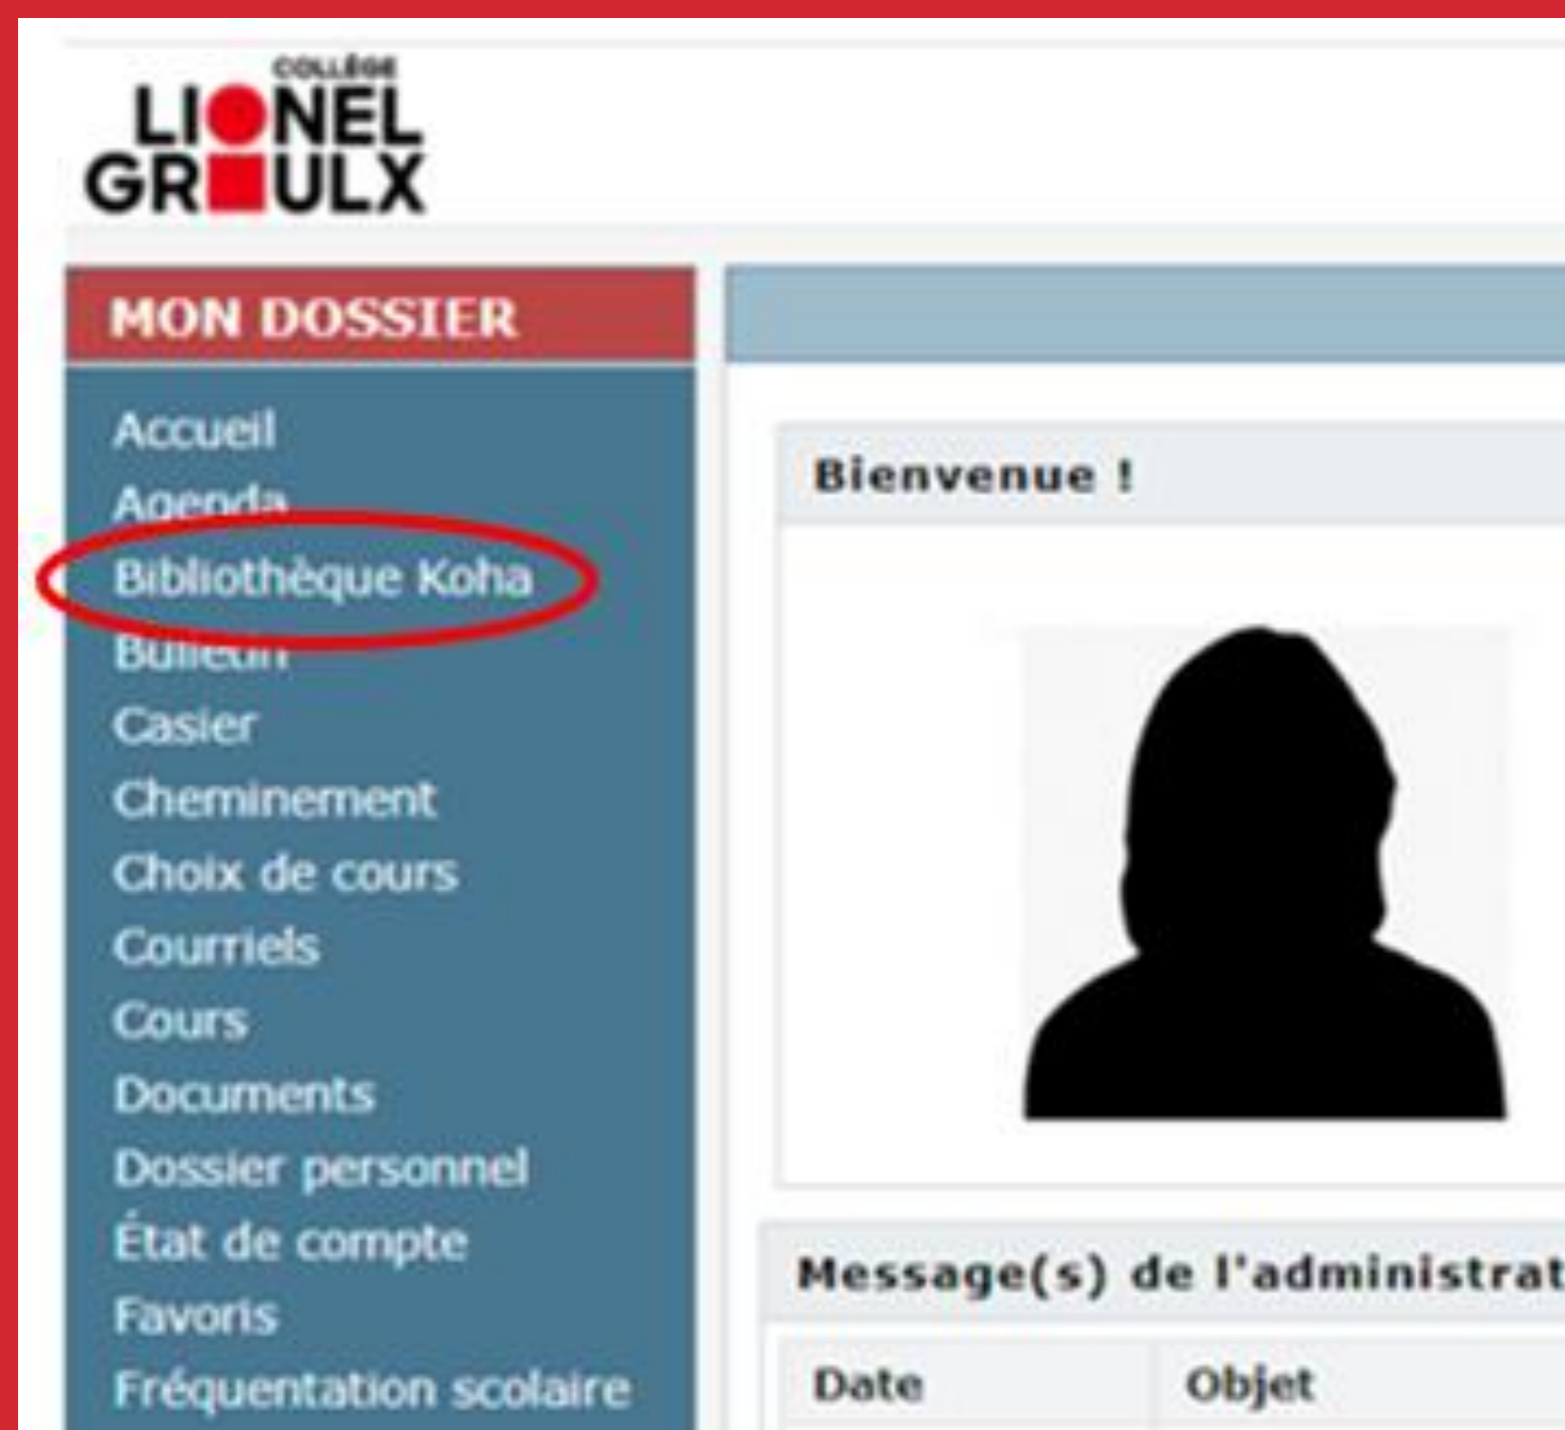 COLLÈGE
LIONEL
GROULX
MON DOSSIER
Accueil
Agenda
Bibliothèque Koha
Bulletin
Casier
Cheminement
Choix de cours
Courriels
Cours
Documents
Dossier personnel
État de compte
Favoris
Fréquentation scolaire
Bienvenue !
Message(s) de l'administrat
Date
Objet